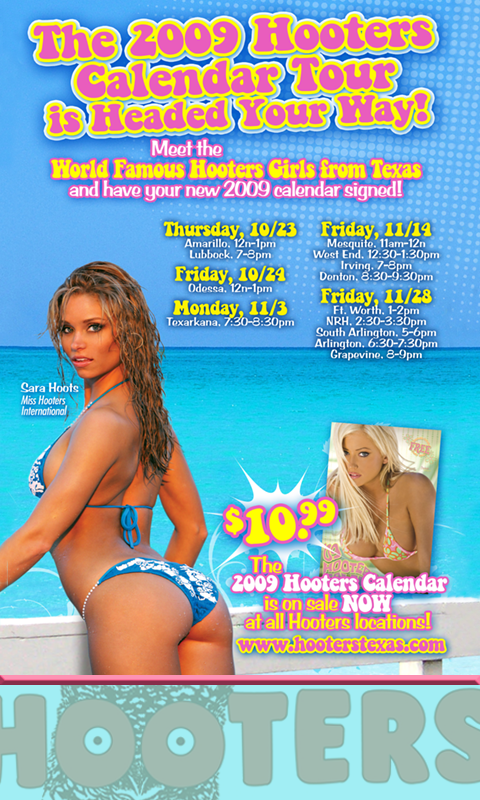 The 2009 Hooters
Calendar Tour
is Headed Your Way!
Meet the
World Famous Hooters Girls from Texas
and have your new 2009 calendar signed!
Thursday, 10/23
Amarillo, 12n-1pm
Lubbock, 7-8pm
Friday, 10/24
Odessa, 12n-1pm
Monday, 11/3
Texarkana, 7:30-8:30pm
Friday, 11/14
Mesquite, 11am-12n
West End, 12:30-1:30pm
Irving, 7-8pm
Denton, 8:30-9:30pm
Friday, 11/28
Ft. Worth, 1-2pm
NRH, 2:30-3:30pm
South Arlington, 5-6pm
Arlington, 6:30-7:30pm
Grapevine, 8-9pm
Sara Hoots
Miss Hooters
International
FREE
$10.99
The
2009 Hooters Calendar
is on sale NOW
at all Hooters locations!
www.hooterstexas.com
HOOTERS